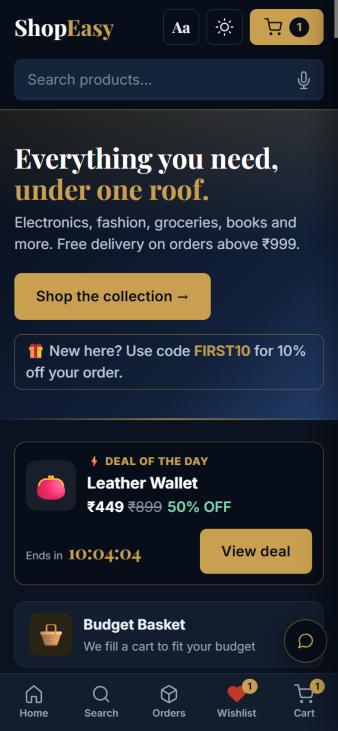 ShopEasy
Aa
1
Search products...
Everything you need,
under one roof.
Electronics, fashion, groceries, books and
more. Free delivery on orders above ₹999.
Shop the collection →
🎁 New here? Use code FIRST10 for 10%
off your order.
⚡ DEAL OF THE DAY
Leather Wallet
₹449 ₹899 50% OFF
Ends in 10:04:04
View deal
Budget Basket
We fill a cart to fit your budget
1
1
Home
Search
Orders
Wishlist
Cart